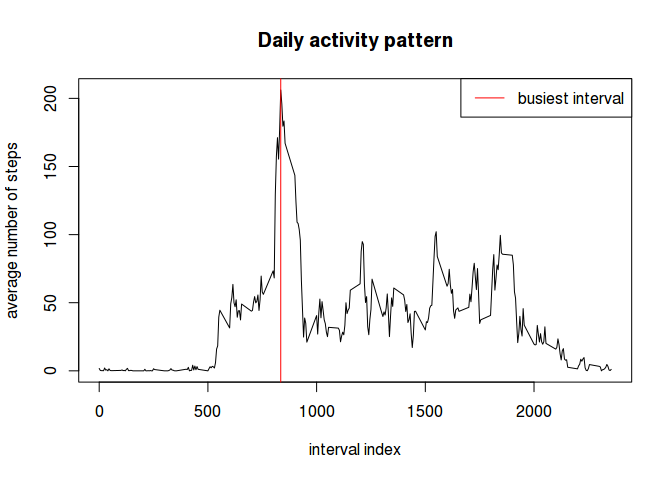 Daily activity pattern
busiest interval
average number of steps
200
150
100
50
0
0 500 1000 1500 2000
interval index